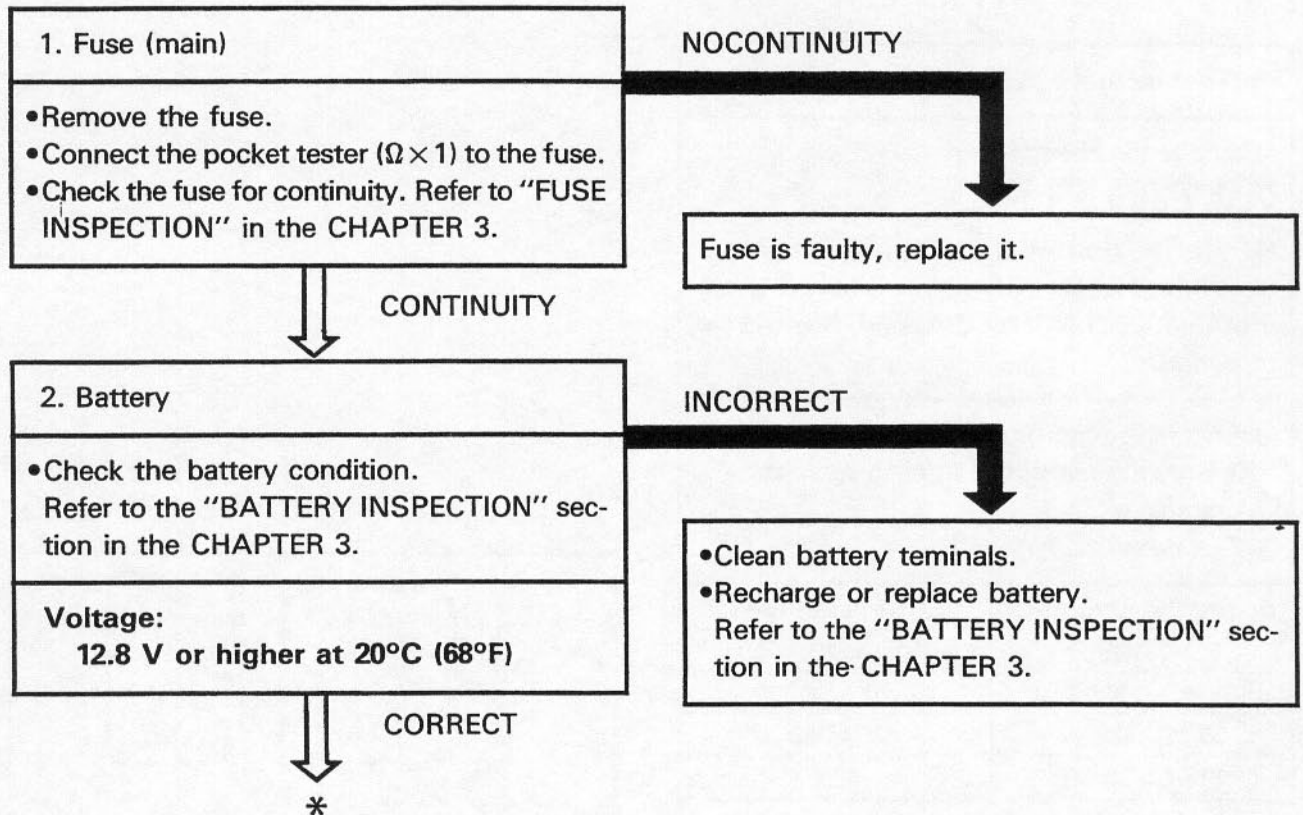 1. Fuse (main)
NOCONTINUITY
•Remove the fuse.
•Connect the pocket tester (Ω × 1) to the fuse.
•Check the fuse for continuity. Refer to “FUSE
INSPECTION” in the CHAPTER 3.
Fuse is faulty, replace it.
CONTINUITY
2. Battery
INCORRECT
•Check the battery condition.
Refer to the “BATTERY INSPECTION” sec-
tion in the CHAPTER 3.
Voltage:
12.8 V or higher at 20°C (68°F)
•Clean battery teminals.
•Recharge or replace battery.
Refer to the “BATTERY INSPECTION” sec-
tion in the CHAPTER 3.
CORRECT
*